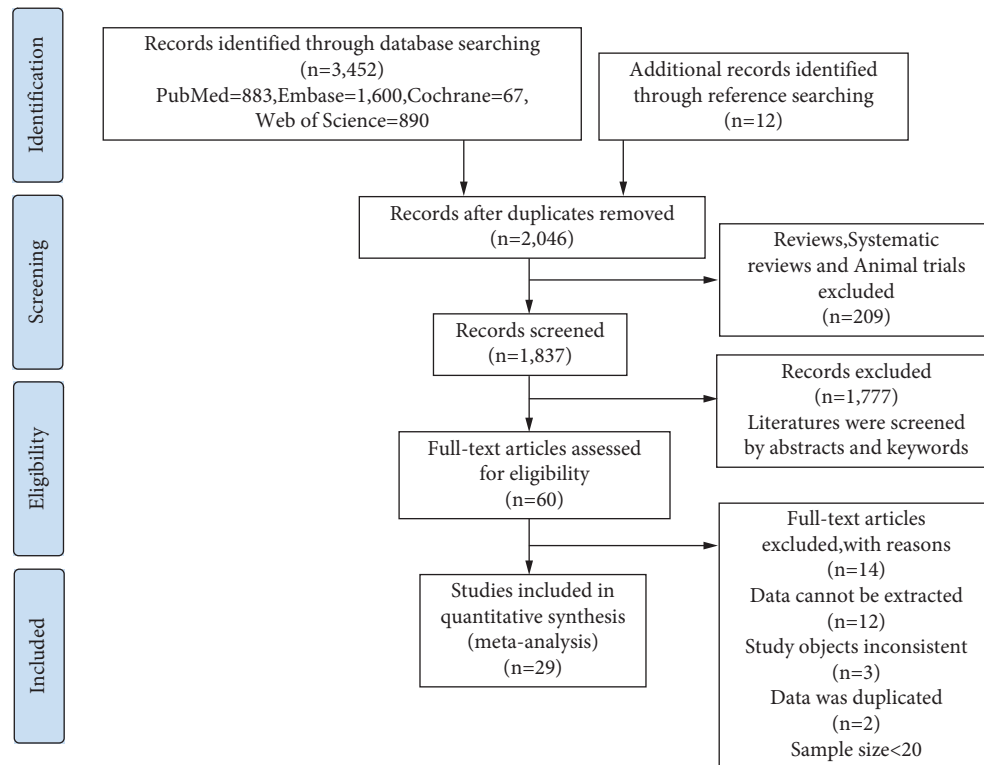 Identification
Records identified through database searching
(n=3,452)
PubMed=883,Embase=1,600,Cochrane=67,
Web of Science=890
Additional records identified
through reference searching
(n=12)
Screening
Records after duplicates removed
(n=2,046)
Reviews,Systematic
reviews and Animal trials
excluded
(n=209)
Records screened
(n=1,837)
Records excluded
(n=1,777)
Literatures were screened
by abstracts and keywords
Eligibility
Full-text articles assessed
for eligibility
(n=60)
Full-text articles
excluded,with reasons
(n=14)
Data cannot be extracted
(n=12)
Study objects inconsistent
(n=3)
Data was duplicated
(n=2)
Sample size<20
Included
Studies included in
quantitative synthesis
(meta-analysis)
(n=29)